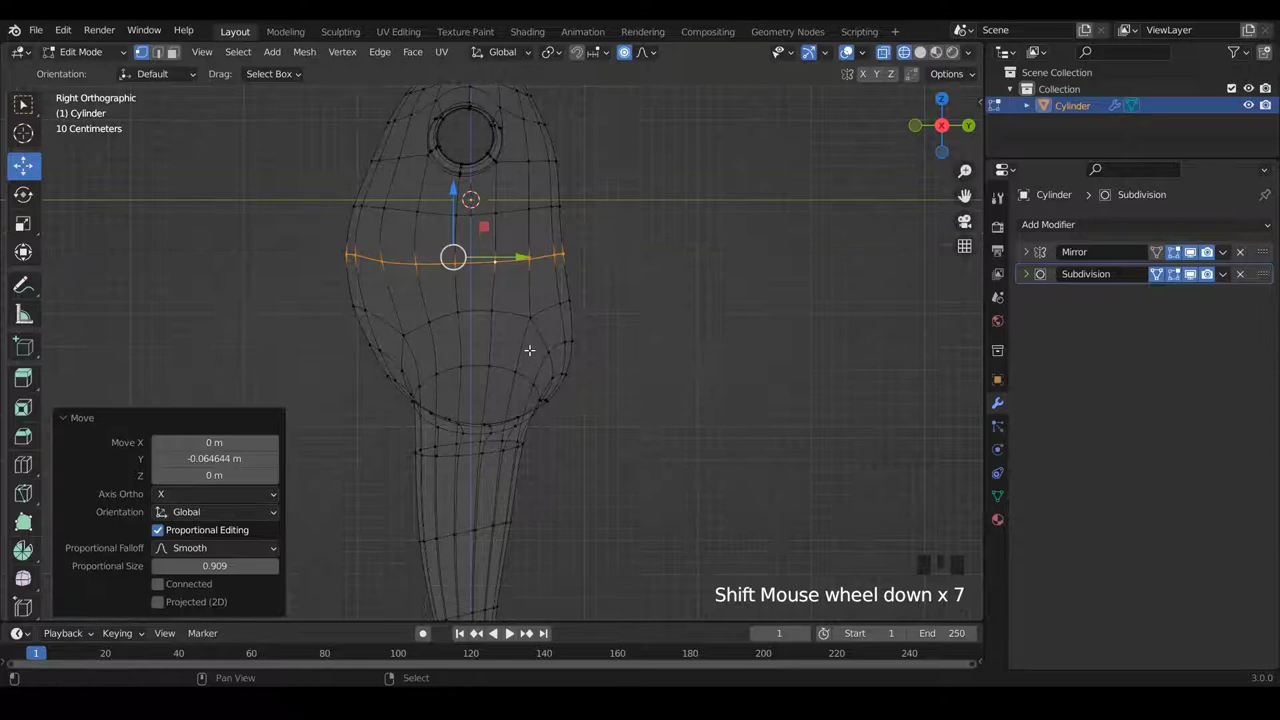 File Edit Render Window Help Layout Modeling Sculpting UV Editing Texture Paint Shading Animation Rendering Compositing Geometry Nodes Scripting Scene ViewLayer
Edit Mode View Select Add Mesh Vertex Edge Face UV Global
Orientation: Default Drag: Select Box X Y Z Options
Right Orthographic
(1) Cylinder
10 Centimeters
Z
Y
X
Scene Collection
Collection
Cylinder
Cylinder > Subdivision
Add Modifier
Mirror
Subdivision
Move
Move X 0 m
Y -0.064644 m
Z 0 m
Axis Ortho X
Orientation Global
Proportional Editing
Proportional Falloff Smooth
Proportional Size 0.909
Connected
Projected (2D)
Shift Mouse wheel down x 7
Playback Keying View Marker 1 Start 1 End 250
1 20 40 60 80 100 120 140 160 180 200 220 240
Pan View Select 3.0.0